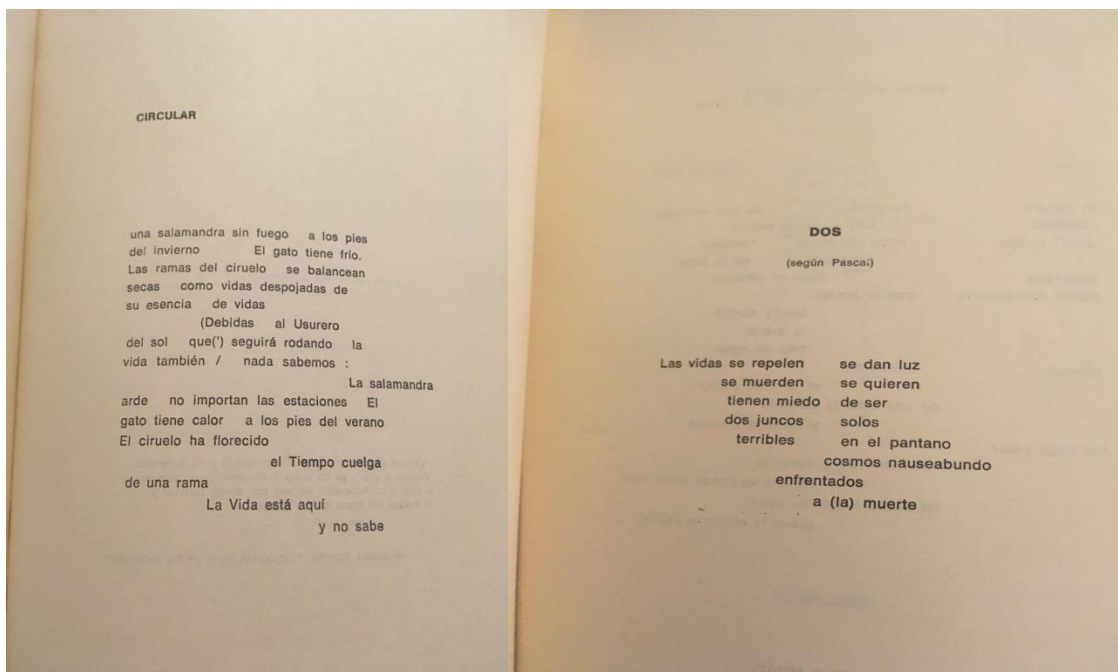 CIRCULAR
una salamandra sin fuego a los pies
del invierno El gato tiene frío.
Las ramas del ciruelo se balancean
secas como vidas despojadas de
su esencia de vidas
(Debidas al Usurero
del sol que(') seguirá rodando la
vida también / nada sabemos :
La salamandra
arde no importan las estaciones El
gato tiene calor a los pies del verano
El ciruelo ha florecido
el Tiempo cuelga
de una rama
La Vida está aquí
y no sabe
DOS
(según Pascal)
Las vidas se repelen se dan luz
se muerden se quieren
tienen miedo de ser
dos juncos solos
terribles en el pantano
cosmos nauseabundo
enfrentados
a (la) muerte